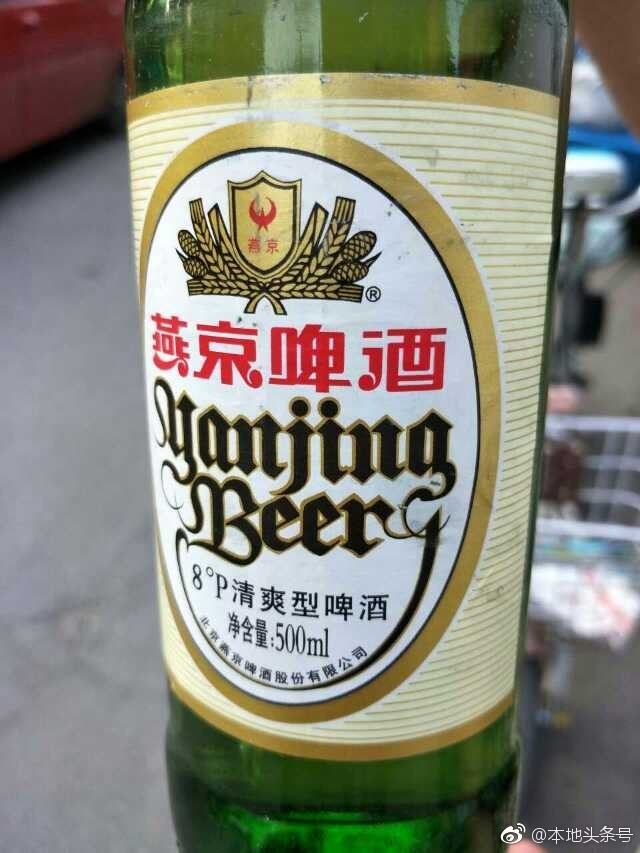 燕京
®
燕京啤酒
Yanjing
Beer
8°P清爽型啤酒
净含量:500ml
北京燕京啤酒股份有限公司
@本地头条号